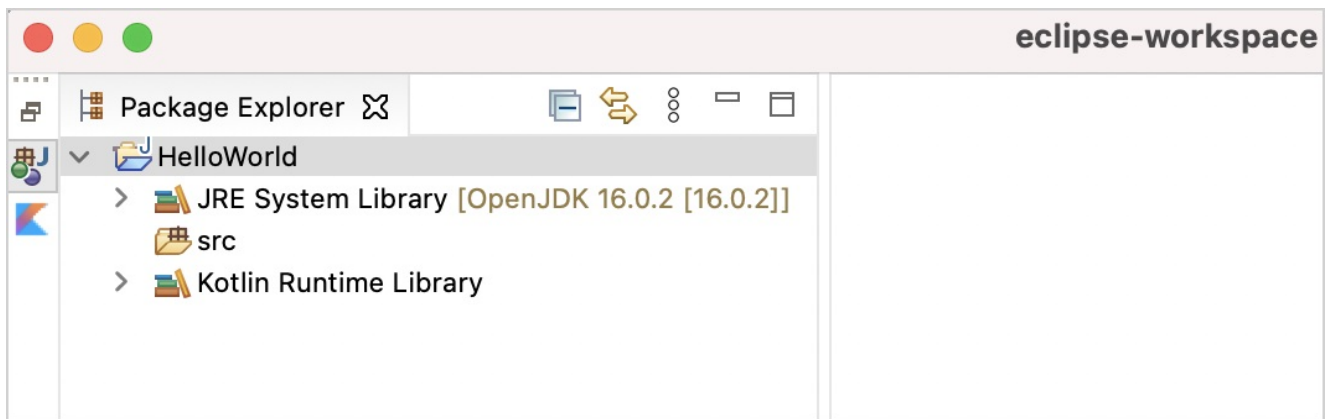 eclipse-workspace
Package Explorer
HelloWorld
JRE System Library [OpenJDK 16.0.2 [16.0.2]]
src
Kotlin Runtime Library